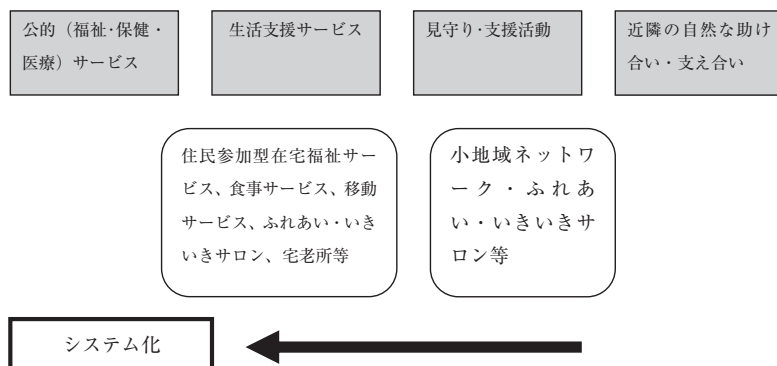 公的（福祉・保健・
医療）サービス
生活支援サービス
見守り・支援活動
近隣の自然な助け
合い・支え合い
住民参加型在宅福祉サー
ビス、食事サービス、移動
サービス、ふれあい・いき
いきサロン、宅老所等
小地域ネットワ
ーク・ふれあ
い・いきいきサ
ロン等
システム化